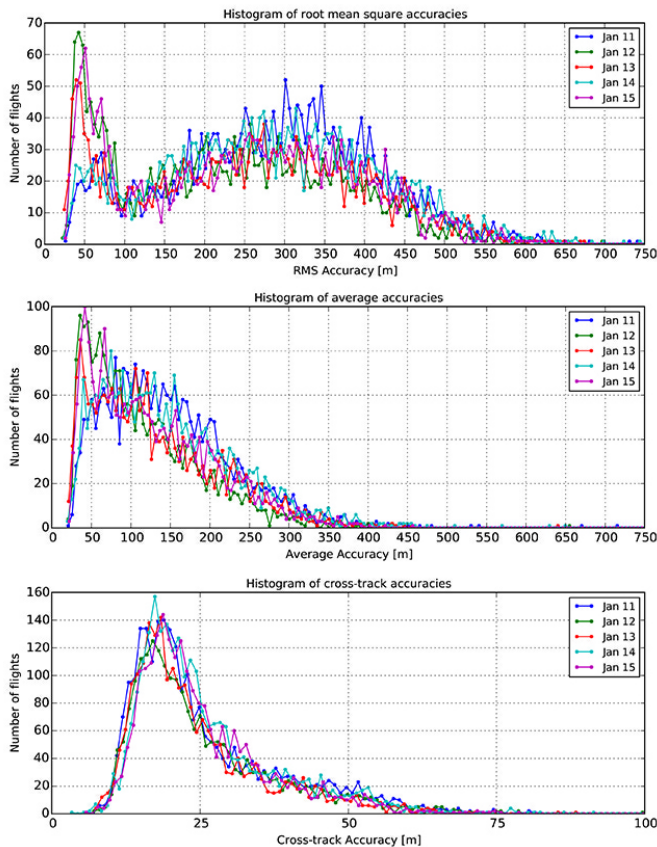 Histogram of root mean square accuracies
70
60
50
40
30
20
10
0
Number of flights
Jan 11
Jan 12
Jan 13
Jan 14
Jan 15
0 50 100 150 200 250 300 350 400 450 500 550 600 650 700 750
RMS Accuracy [m]
Histogram of average accuracies
100
80
60
40
20
0
Number of flights
Jan 11
Jan 12
Jan 13
Jan 14
Jan 15
0 50 100 150 200 250 300 350 400 450 500 550 600 650 700 750
Average Accuracy [m]
Histogram of cross-track accuracies
160
140
120
100
80
60
40
20
0
Number of flights
Jan 11
Jan 12
Jan 13
Jan 14
Jan 15
0 25 50 75 100
Cross-track Accuracy [m]